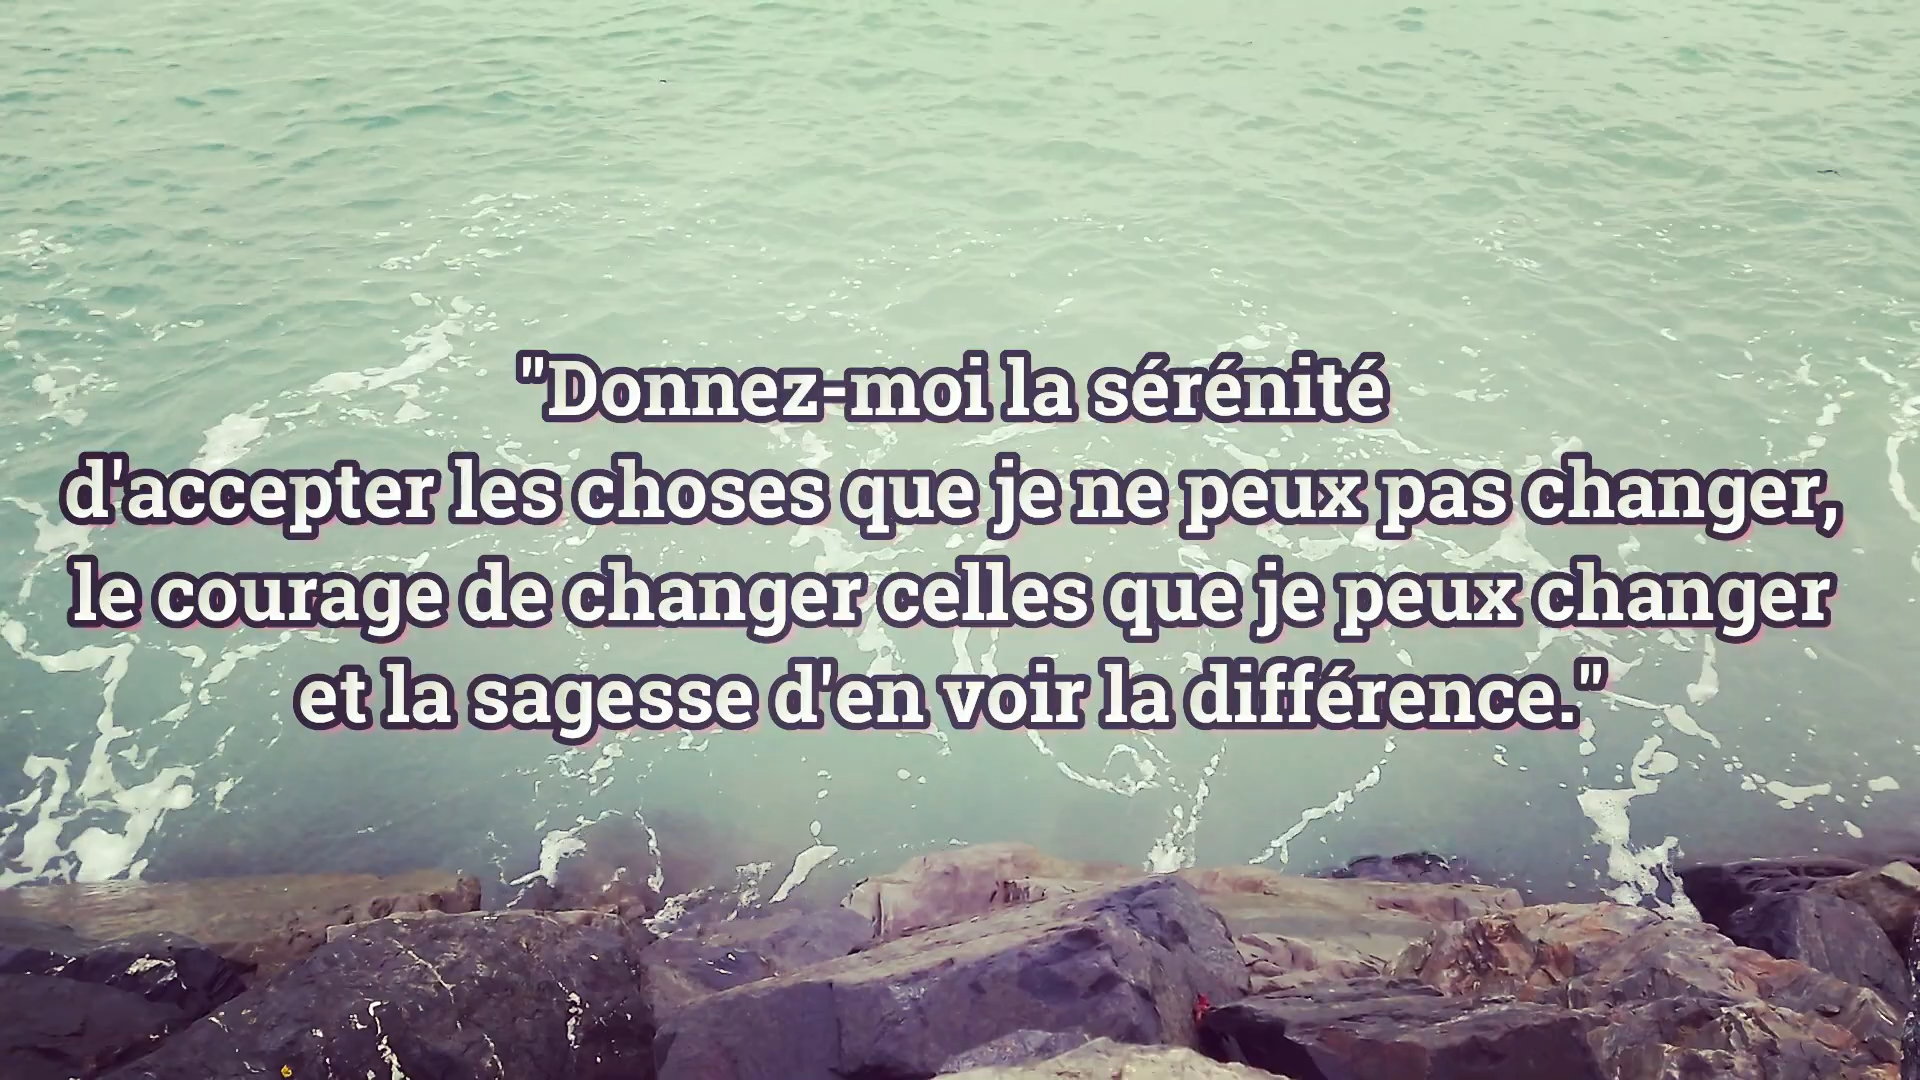 "Donnez-moi la sérénité
d'accepter les choses que je ne peux pas changer,
le courage de changer celles que je peux changer
et la sagesse d'en voir la différence."